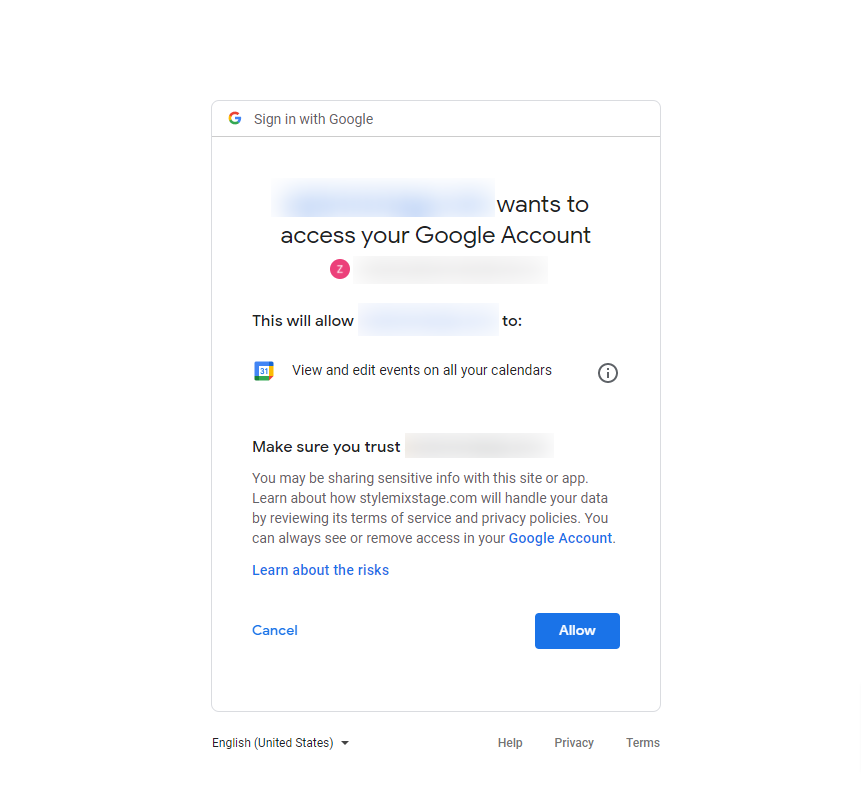 Sign in with Google
wants to
access your Google Account
Z
This will allow to:
31
View and edit events on all your calendars
Make sure you trust
You may be sharing sensitive info with this site or app.
Learn about how stylemixstage.com will handle your data
by reviewing its terms of service and privacy policies. You
can always see or remove access in your Google Account.
Learn about the risks
Cancel Allow
English (United States) Help Privacy Terms